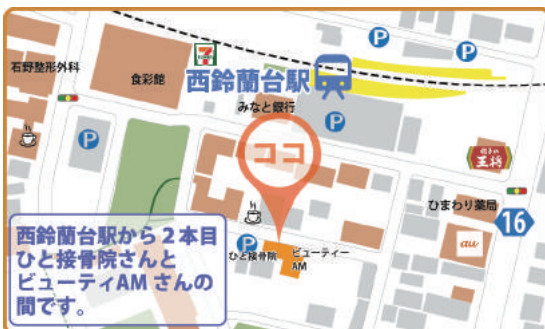 P
P
石野整形外科
食彩館
西鈴蘭台駅
みなと銀行
P
P
ココ
餃子の
王将
ひまわり薬局
16
au
P
ひと接骨院
ビューティー
AM
西鈴蘭台駅から2本目
ひと接骨院さんと
ビューティAMさんの
間です。